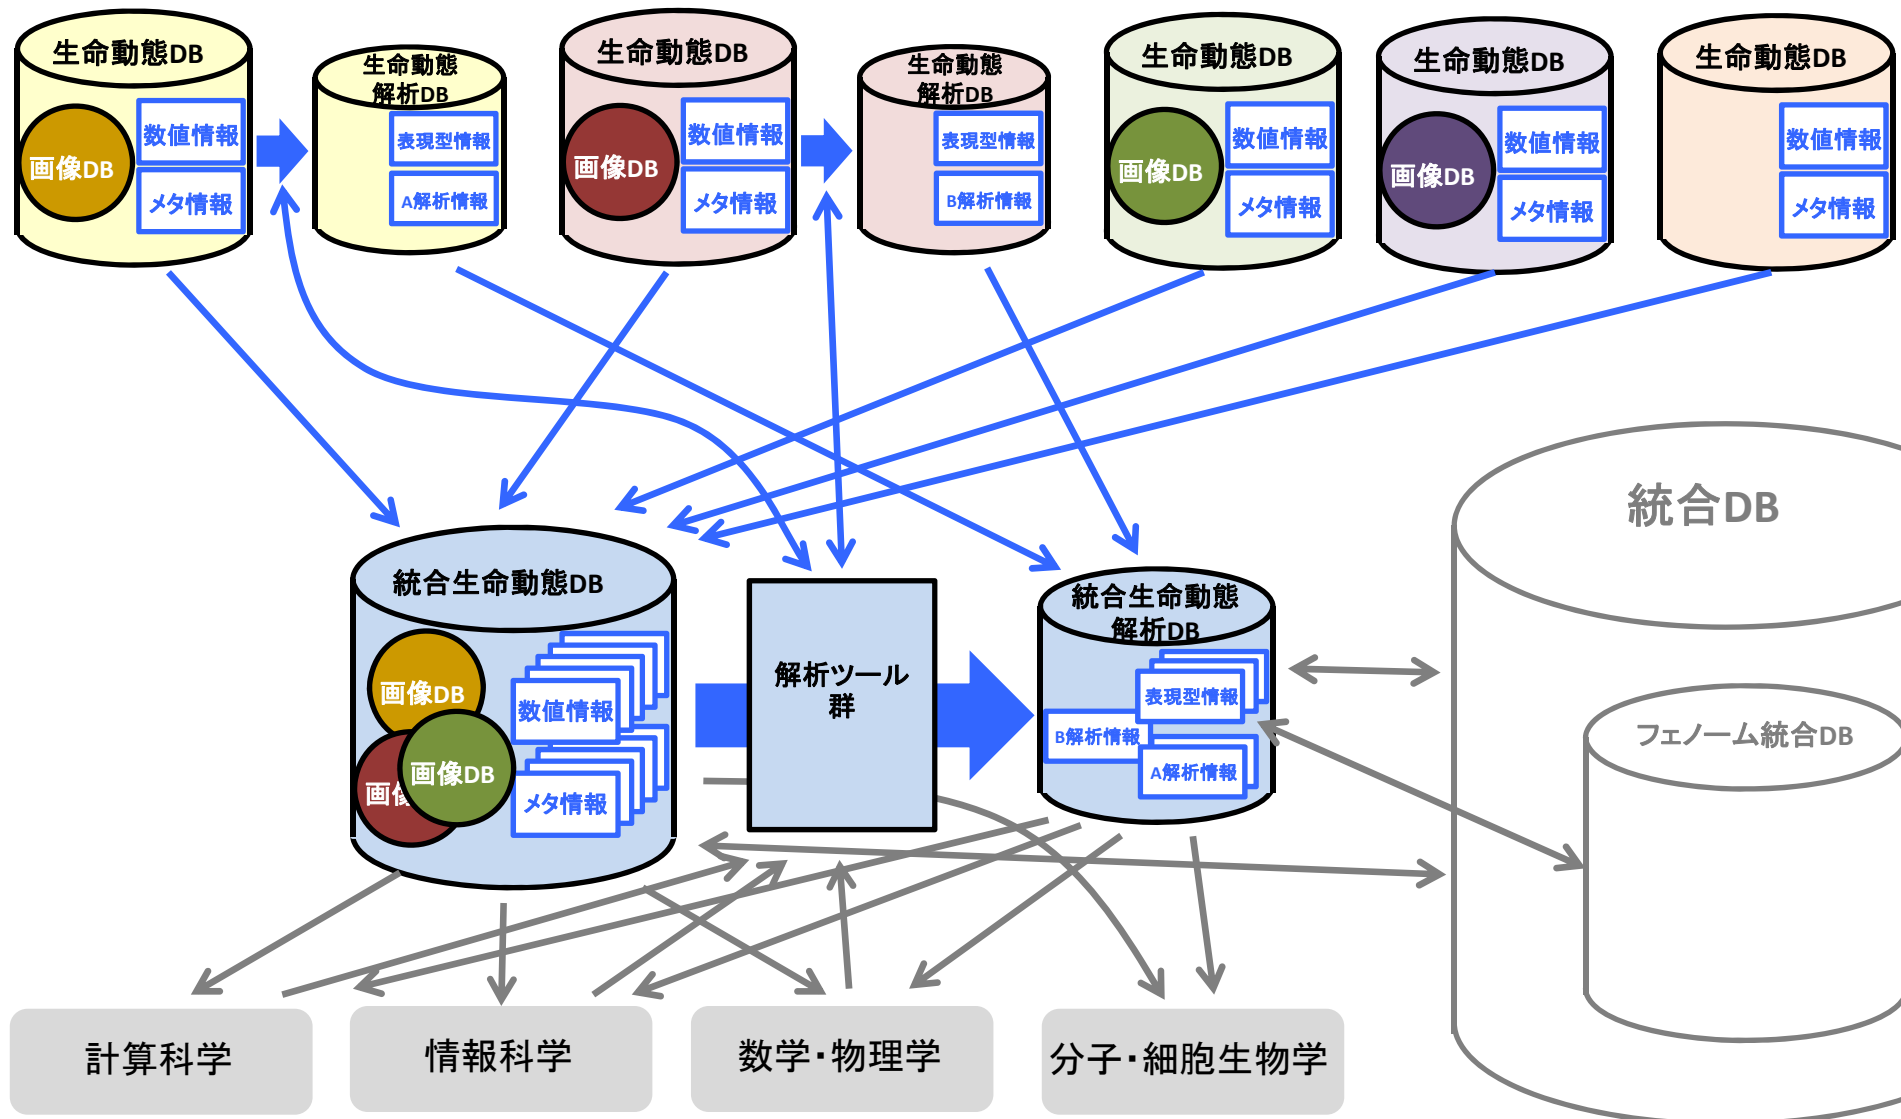 生命動態DB
画像DB
数値情報
メタ情報
生命動態
解析DB
表現型情報
A解析情報
生命動態DB
画像DB
数値情報
メタ情報
生命動態
解析DB
表現型情報
B解析情報
生命動態DB
画像DB
数値情報
メタ情報
生命動態DB
画像DB
数値情報
メタ情報
生命動態DB
数値情報
メタ情報
統合生命動態DB
画像DB
画像
画像DB
数値情報
メタ情報
解析ツール
群
統合生命動態
解析DB
表現型情報
B解析情報
A解析情報
統合DB
フェノーム統合DB
計算科学
情報科学
数学・物理学
分子・細胞生物学